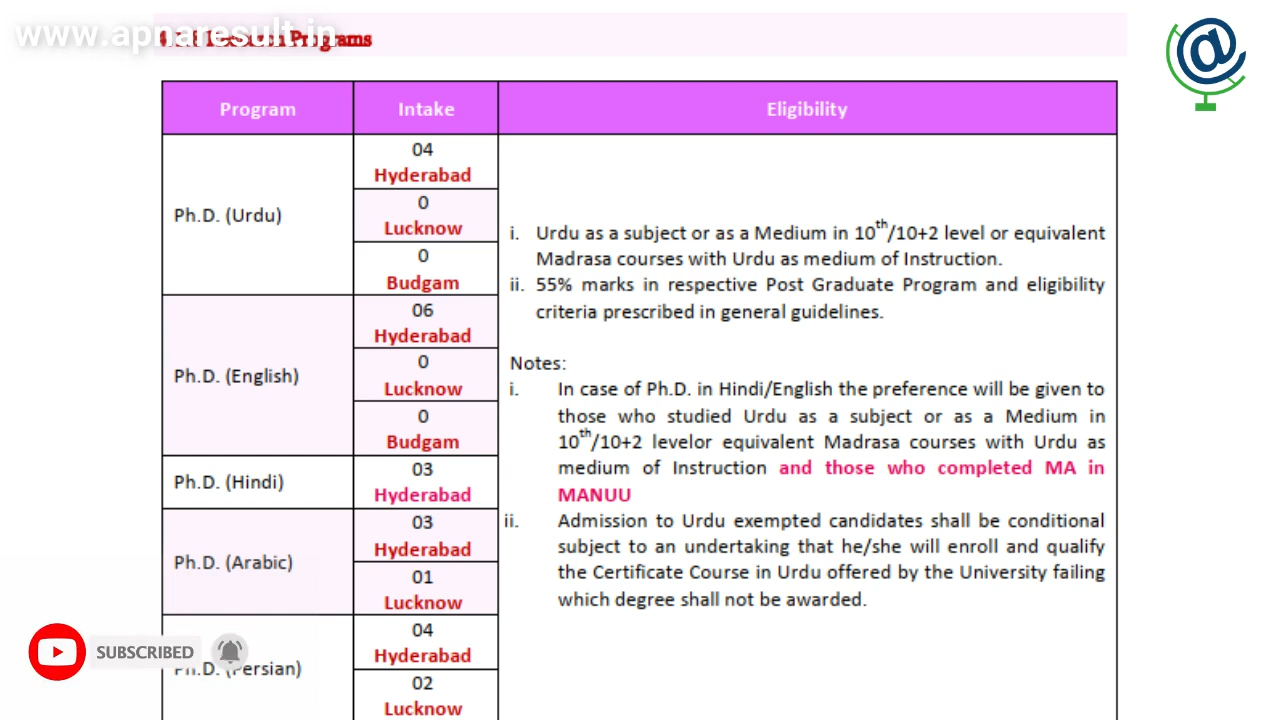 www.apnaresult.in
Programs
Program Intake Eligibility
Ph.D. (Urdu)
04
Hyderabad
0
Lucknow
0
Budgam
Ph.D. (English)
06
Hyderabad
0
Lucknow
0
Budgam
Ph.D. (Hindi)
03
Hyderabad
Ph.D. (Arabic)
03
Hyderabad
01
Lucknow
Ph.D. (Persian)
04
Hyderabad
02
Lucknow
i. Urdu as a subject or as a Medium in 10th/10+2 level or equivalent
Madrasa courses with Urdu as medium of Instruction.
ii. 55% marks in respective Post Graduate Program and eligibility
criteria prescribed in general guidelines.
Notes:
i. In case of Ph.D. in Hindi/English the preference will be given to
those who studied Urdu as a subject or as a Medium in
10th/10+2 levelor equivalent Madrasa courses with Urdu as
medium of Instruction and those who completed MA in
MANUU
ii. Admission to Urdu exempted candidates shall be conditional
subject to an undertaking that he/she will enroll and qualify
the Certificate Course in Urdu offered by the University failing
which degree shall not be awarded.
SUBSCRIBED
@